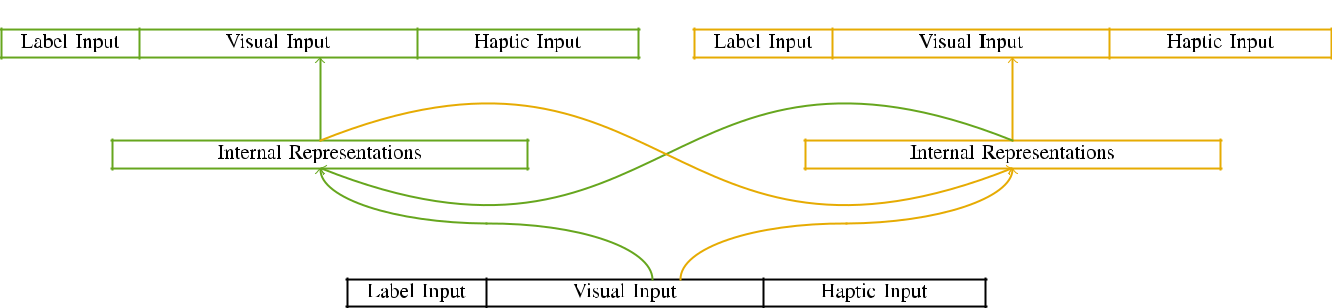 Label Input Visual Input Haptic Input Label Input Visual Input Haptic Input
Internal Representations Internal Representations
Label Input Visual Input Haptic Input